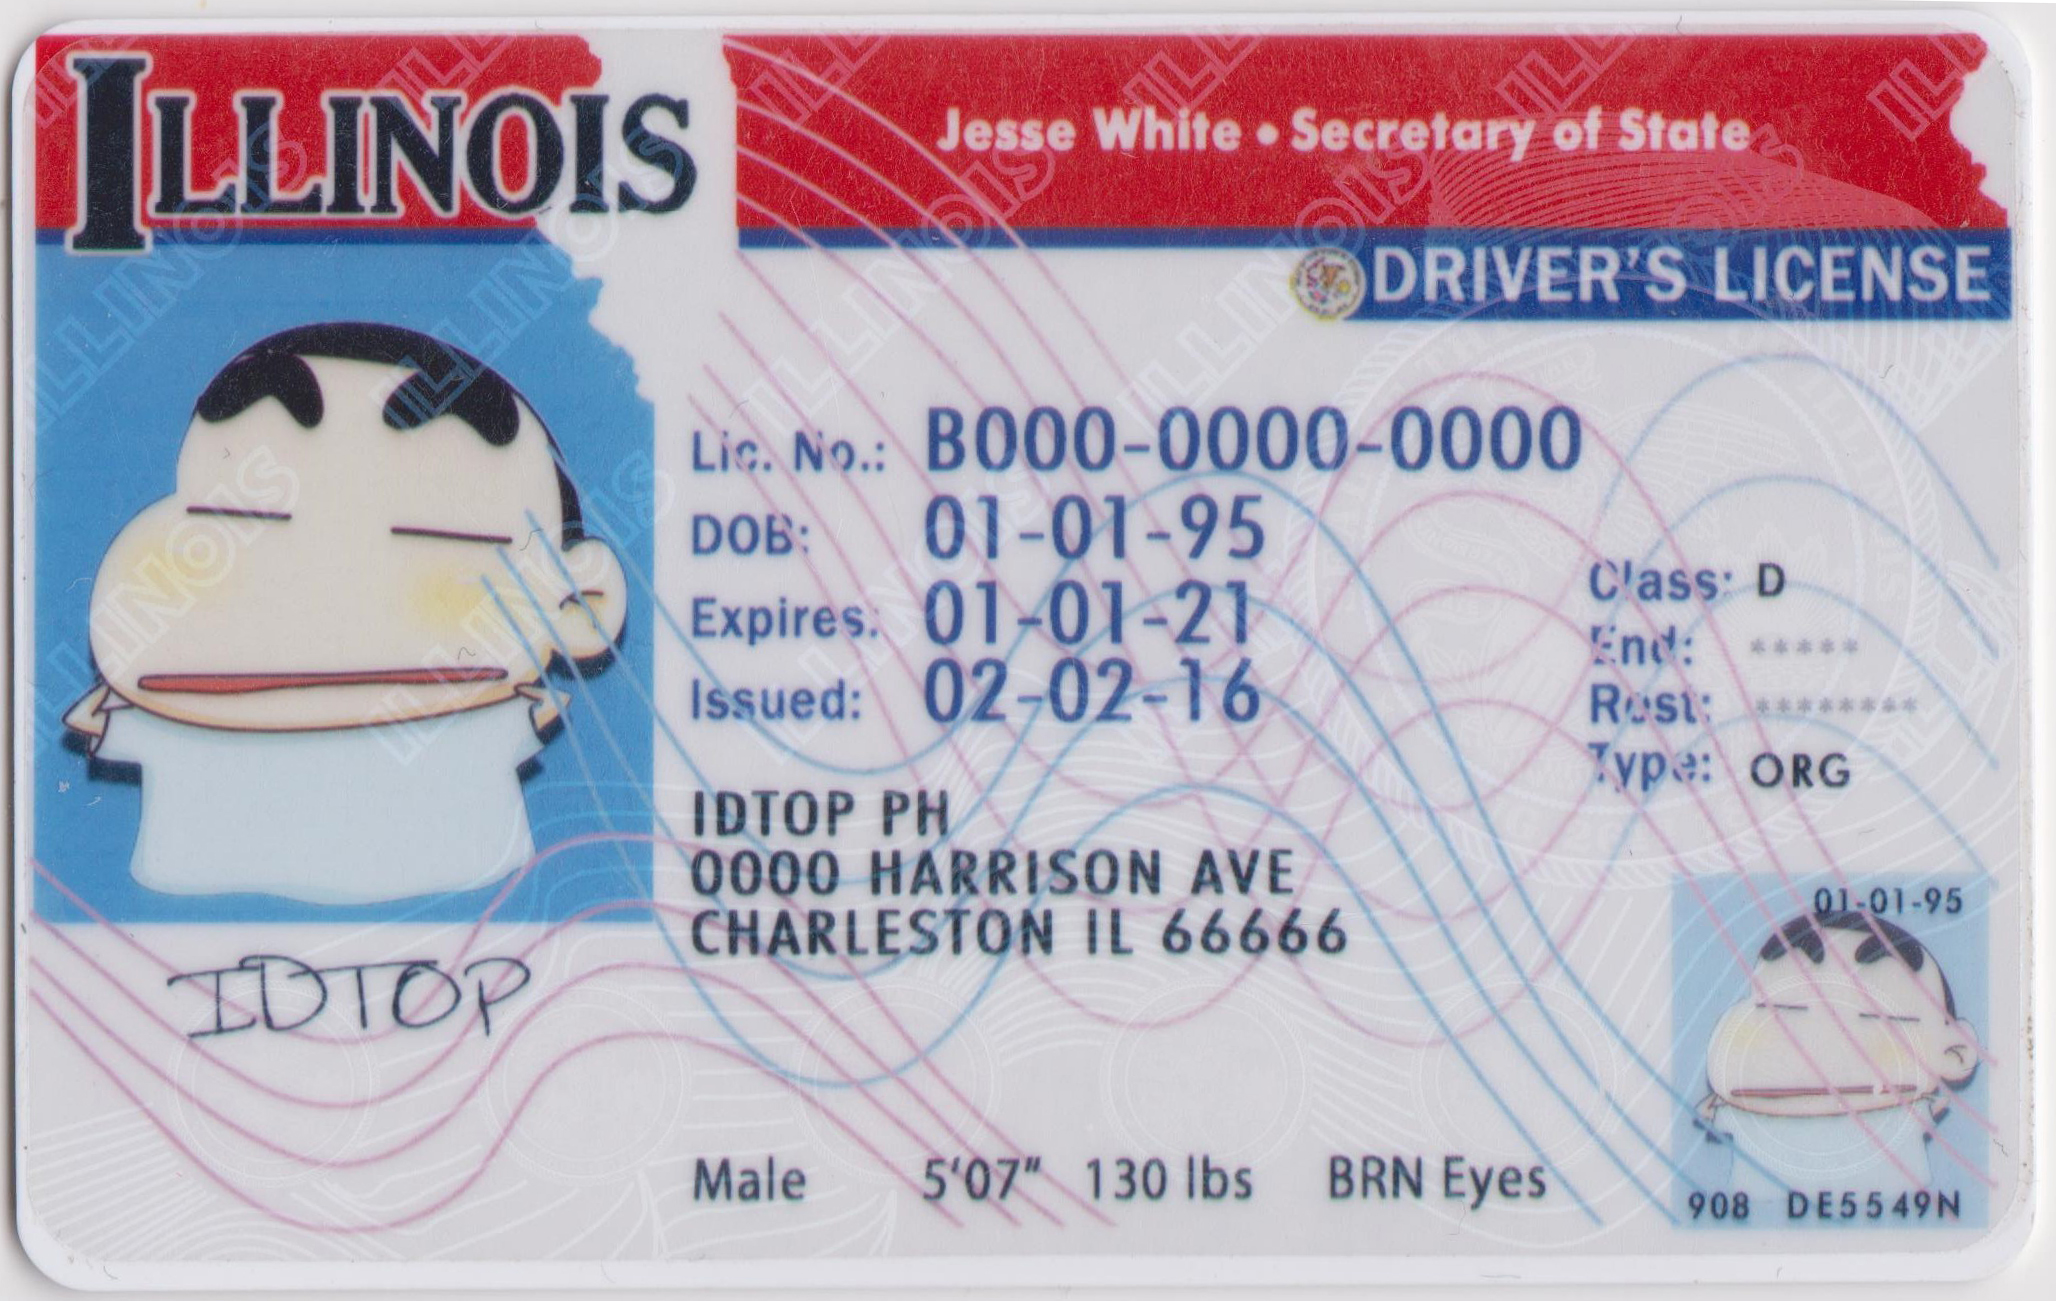 ILLINOIS
Jesse White • Secretary of State
DRIVER'S LICENSE
Lic. No.: B000-0000-0000
DOB: 01-01-95
Expires: 01-01-21
Issued: 02-02-16
Class: D
End: *****
Rest: ********
Type: ORG
IDTOP PH
0000 HARRISON AVE
CHARLESTON IL 66666
01-01-95
IDTOP
Male 5'07" 130 lbs BRN Eyes
908 DE5549N